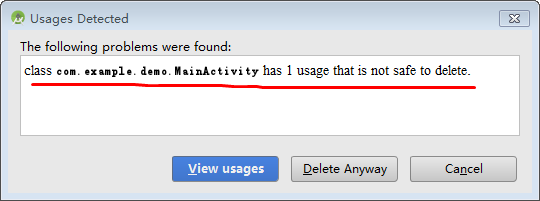 Usages Detected
The following problems were found:
class com.example.demo.MainActivity has 1 usage that is not safe to delete.
View usages
Delete Anyway
Cancel